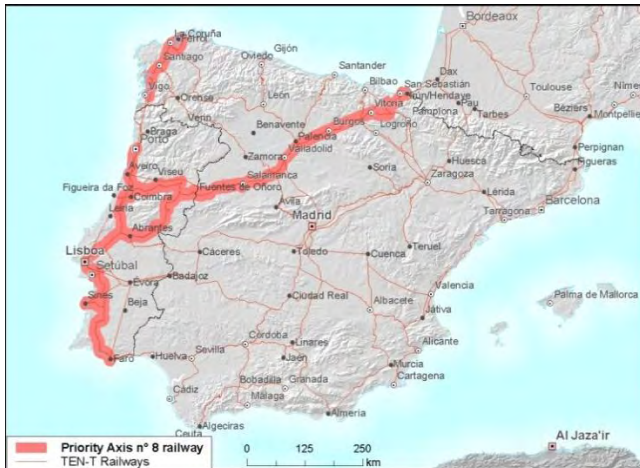 Bordeaux
La Coruña
Ferrol
Gijón
Oviedo
Santander
Santiago
Bilbao
San Sebastián
Irún/Hendaye
Dax
Toulouse
Nîmes
Montpellier
Béziers
Pau
Tarbes
Vitoria
Pamplona
León
Vigo
Orense
Burgos
Logroño
Perpignan
Figueras
Verin
Benavente
Palencia
Braga
Porto
Valladolid
Zamora
Soria
Huesca
Zaragoza
Lérida
Barcelona
Tarragona
Aveiro
Viseu
Salamanca
Fuentes de Oñoro
Figueira da Foz
Coimbra
Ávila
Madrid
Leiria
Abrantes
Teruel
Toledo
Cuenca
Cáceres
Lisboa
Setúbal
Badajoz
Évora
Valencia
Palma de Mallorca
Sines
Beja
Ciudad Real
Albacete
Játiva
Alicante
Córdoba
Linares
Jaén
Murcia
Cartagena
Faro
Huelva
Sevilla
Bobadilla
Granada
Cádiz
Málaga
Almeria
Algeciras
Ceuta
Al Jaza'ir
Priority Axis n° 8 railway
TEN-T Railways
0 125 250
km